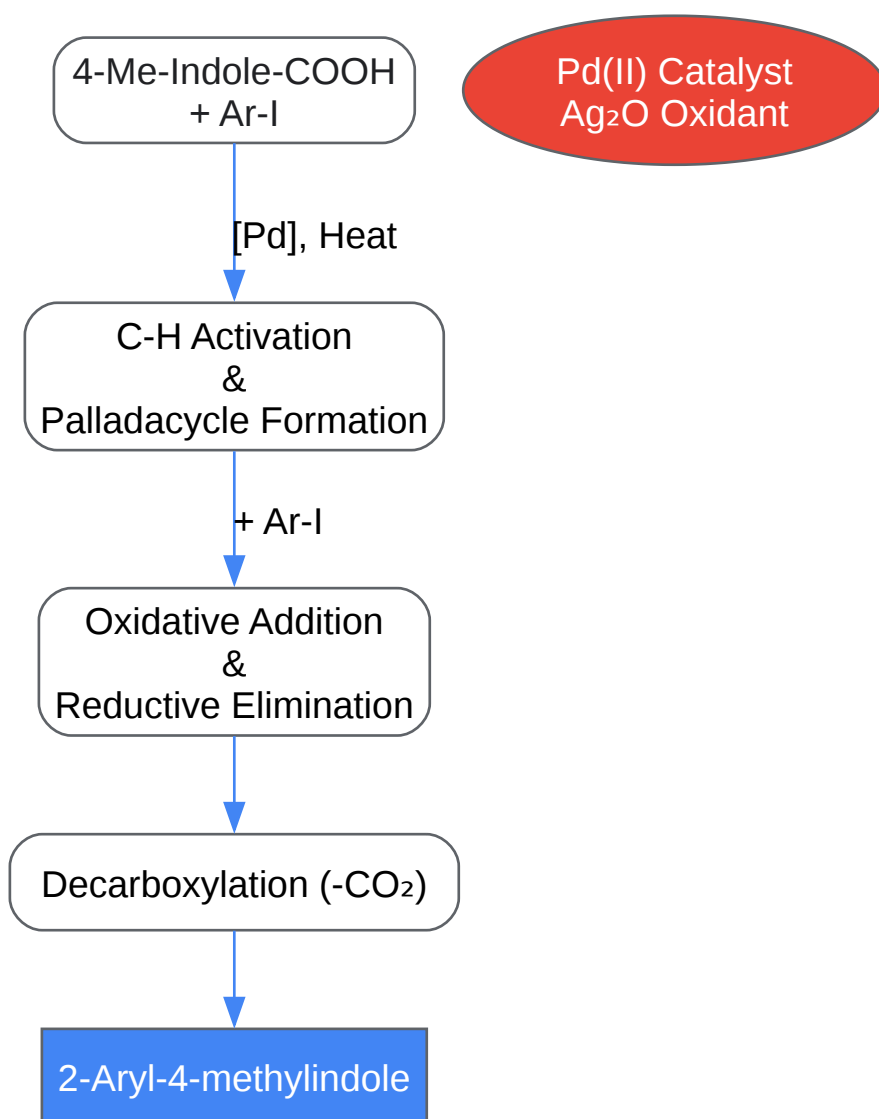 4-Me-Indole-COOH
+ Ar-I
Pd(II) Catalyst
Ag₂O Oxidant
[Pd], Heat
C-H Activation
&
Palladacycle Formation
+ Ar-I
Oxidative Addition
&
Reductive Elimination
Decarboxylation (-CO₂)
2-Aryl-4-methylindole